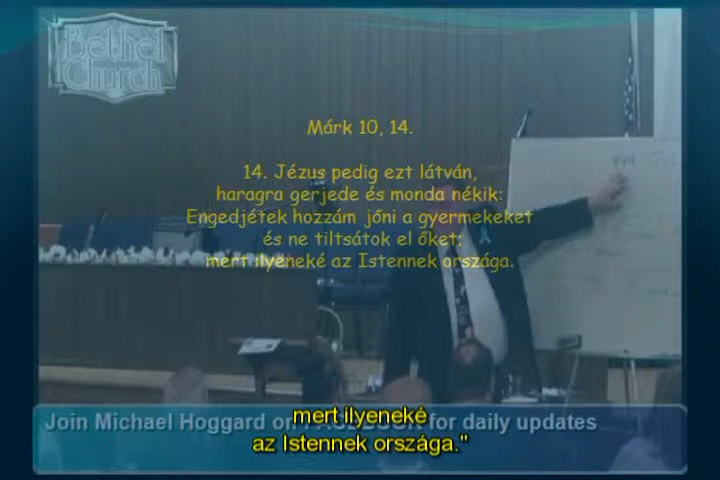 Bethel
Church
Márk 10, 14.
14. Jézus pedig ezt látván,
haragra gerjede és monda nékik:
Engedjétek hozzám jőni a gyermekeket
és ne tiltsátok el őket;
mert ilyeneké az Istennek országa.
Join Michael Hoggard on FACEBOOK for daily updates
mert ilyeneké
az Istennek országa."